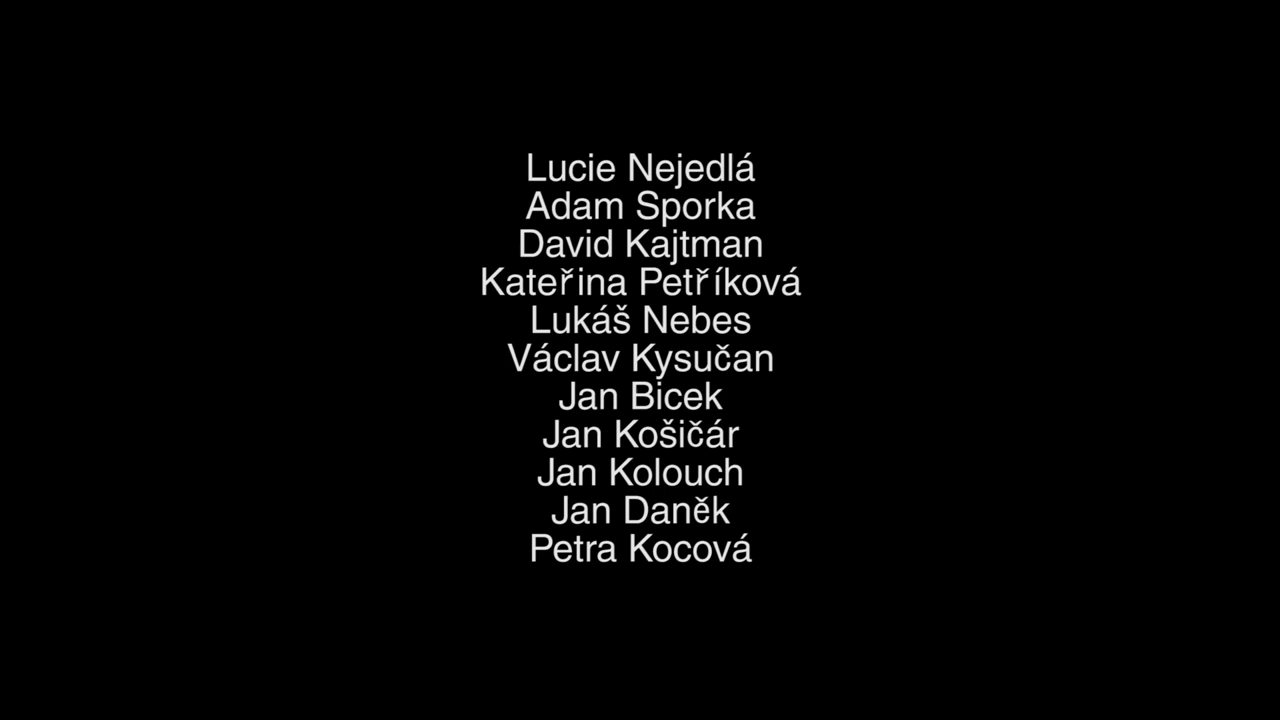 Lucie Nejedlá
Adam Sporka
David Kajtman
Kateřina Petříková
Lukáš Nebes
Václav Kysučan
Jan Bicek
Jan Košičár
Jan Kolouch
Jan Daněk
Petra Kocová